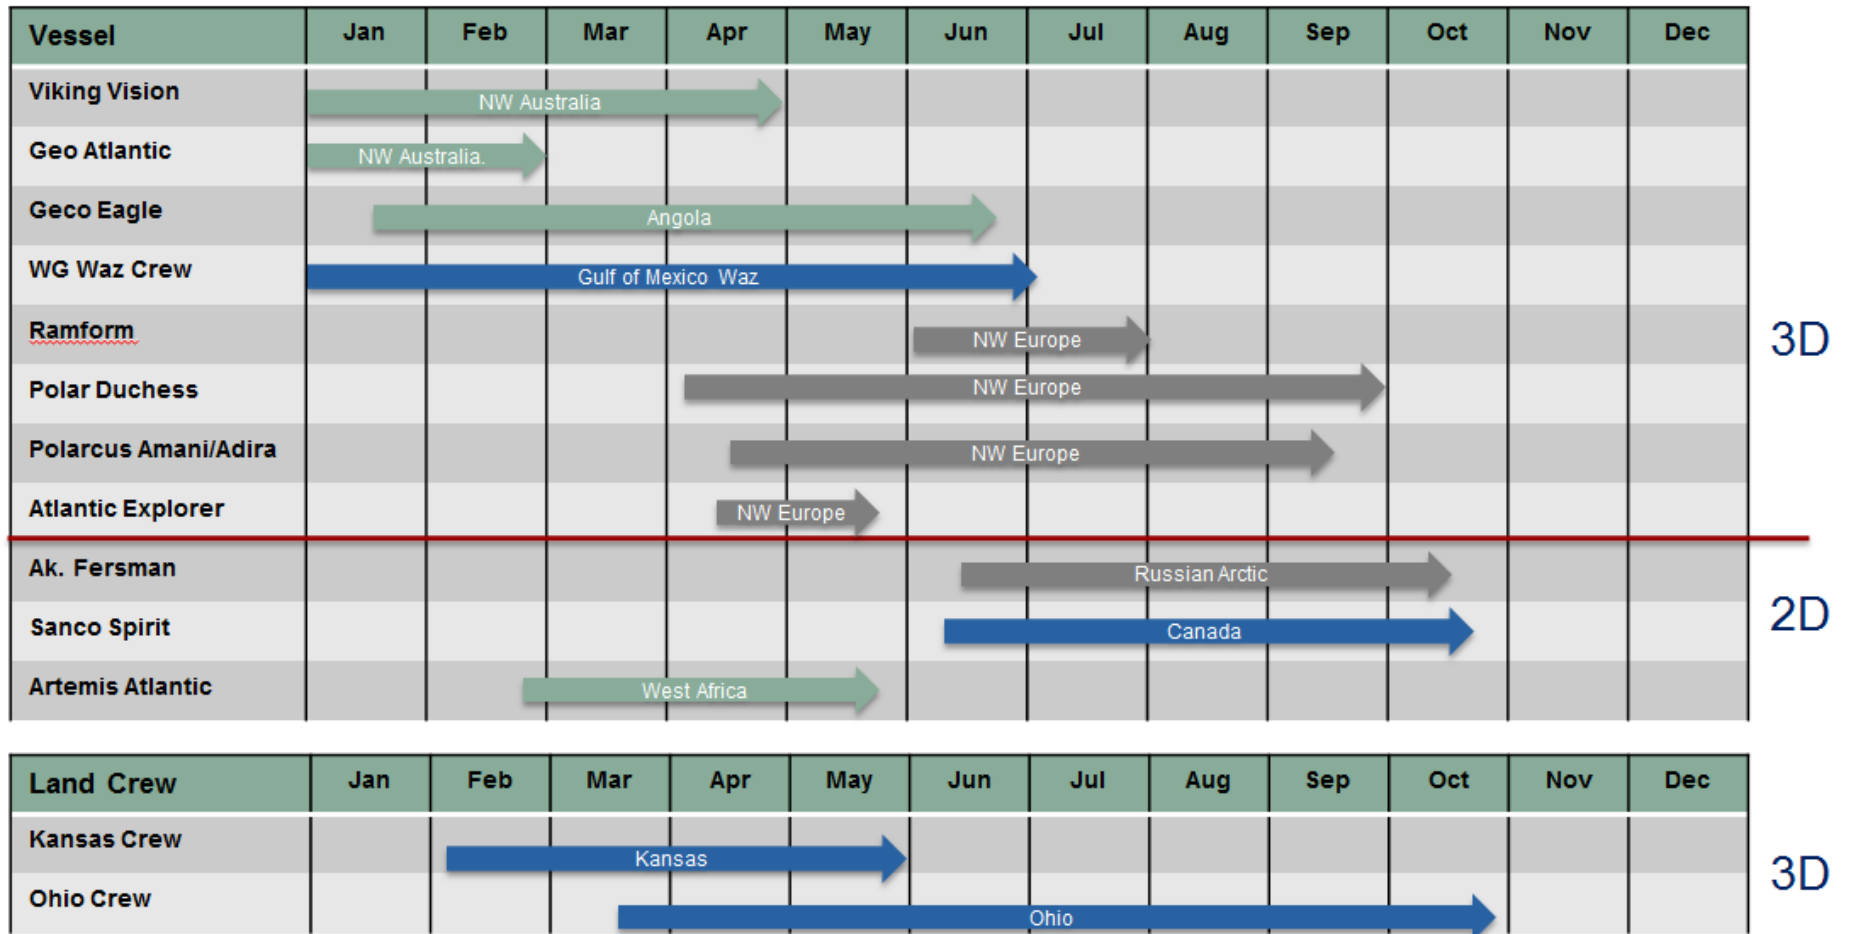 Vessel Jan Feb Mar Apr May Jun Jul Aug Sep Oct Nov Dec
Viking Vision NW Australia
Geo Atlantic NW Australia.
Geco Eagle Angola
WG Waz Crew Gulf of Mexico Waz
Ramform NW Europe 3D
Polar Duchess NW Europe
Polarcus Amani/Adira NW Europe
Atlantic Explorer NW Europe
Ak. Fersman Russian Arctic
Sanco Spirit Canada 2D
Artemis Atlantic West Africa
Land Crew Jan Feb Mar Apr May Jun Jul Aug Sep Oct Nov Dec
Kansas Crew Kansas 3D
Ohio Crew Ohio